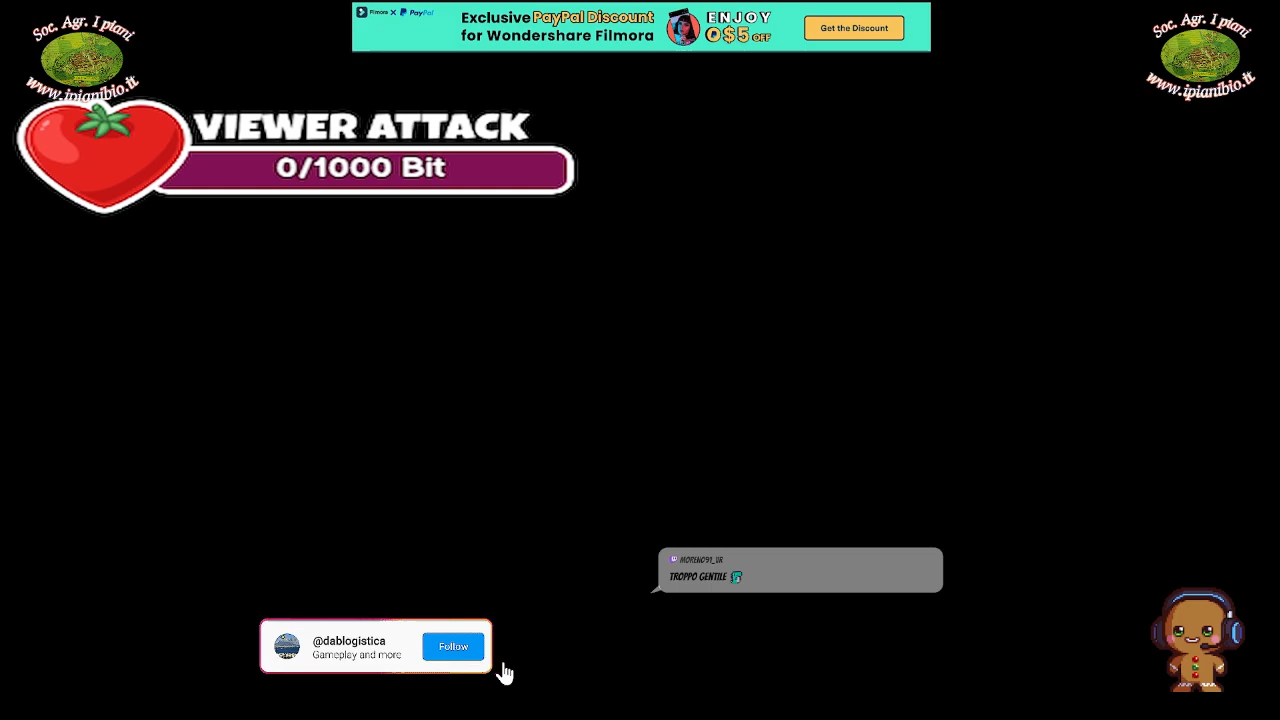 Soc. Agr. I piani
www.ipianibio.it
Filmora X PayPal
Exclusive PayPal Discount
for Wondershare Filmora
ENJOY
$5 OFF
Get the Discount
Soc. Agr. I piani
www.ipianibio.it
VIEWER ATTACK
0/1000 Bit
MORENO91_VR
TROPPO GENTILE
@dablogistica
Gameplay and more
Follow